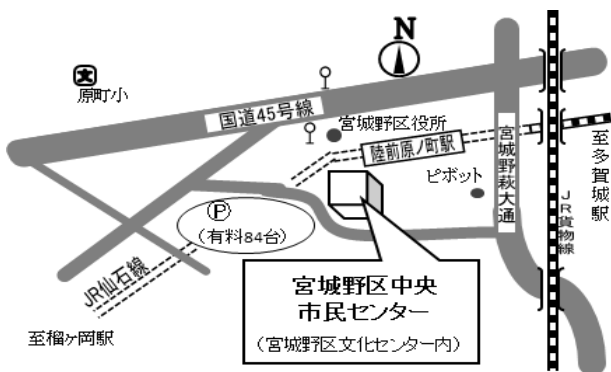 N
文
原町小
国道45号線
宮城野区役所
陸前原ノ町駅
宮城野萩大通
至多賀城駅
JR貨物線
ピボット
P
(有料84台)
JR仙石線
至榴ヶ岡駅
宮城野区中央
市民センター
(宮城野区文化センター内)